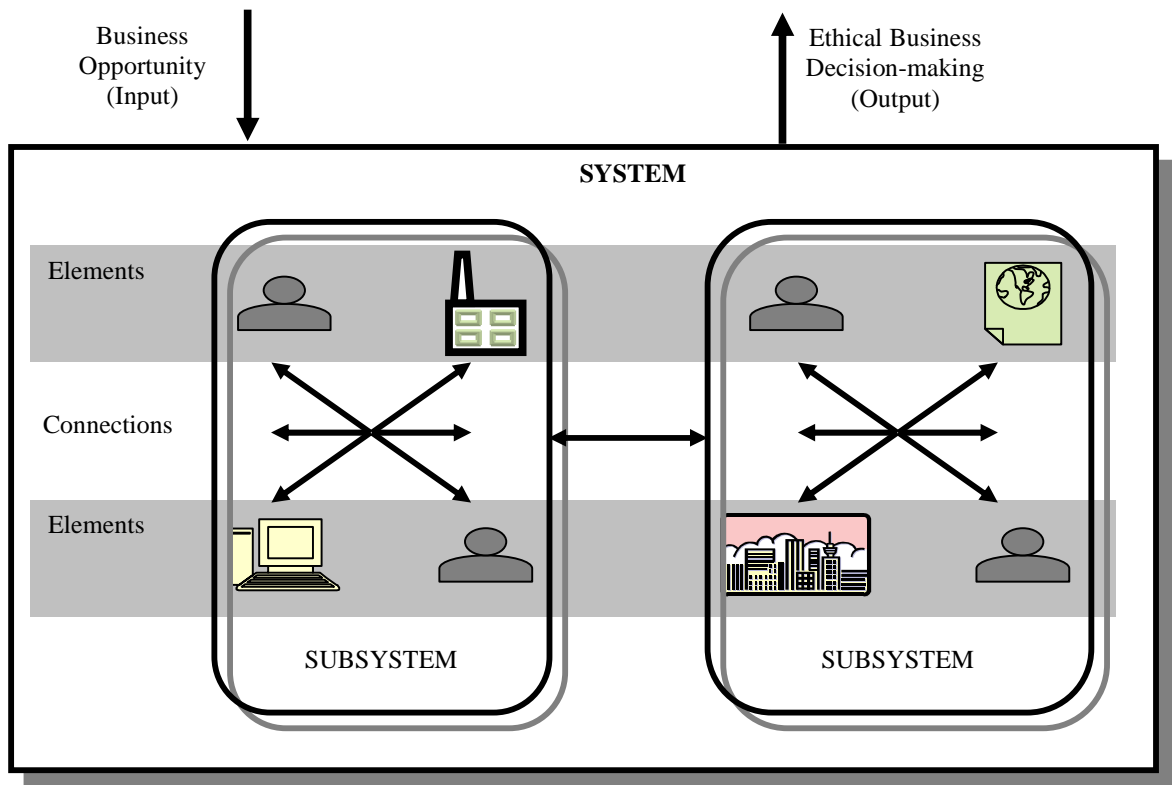 Business
Opportunity
(Input)
Ethical Business
Decision-making
(Output)
SYSTEM
Elements
Connections
Elements
SUBSYSTEM
SUBSYSTEM